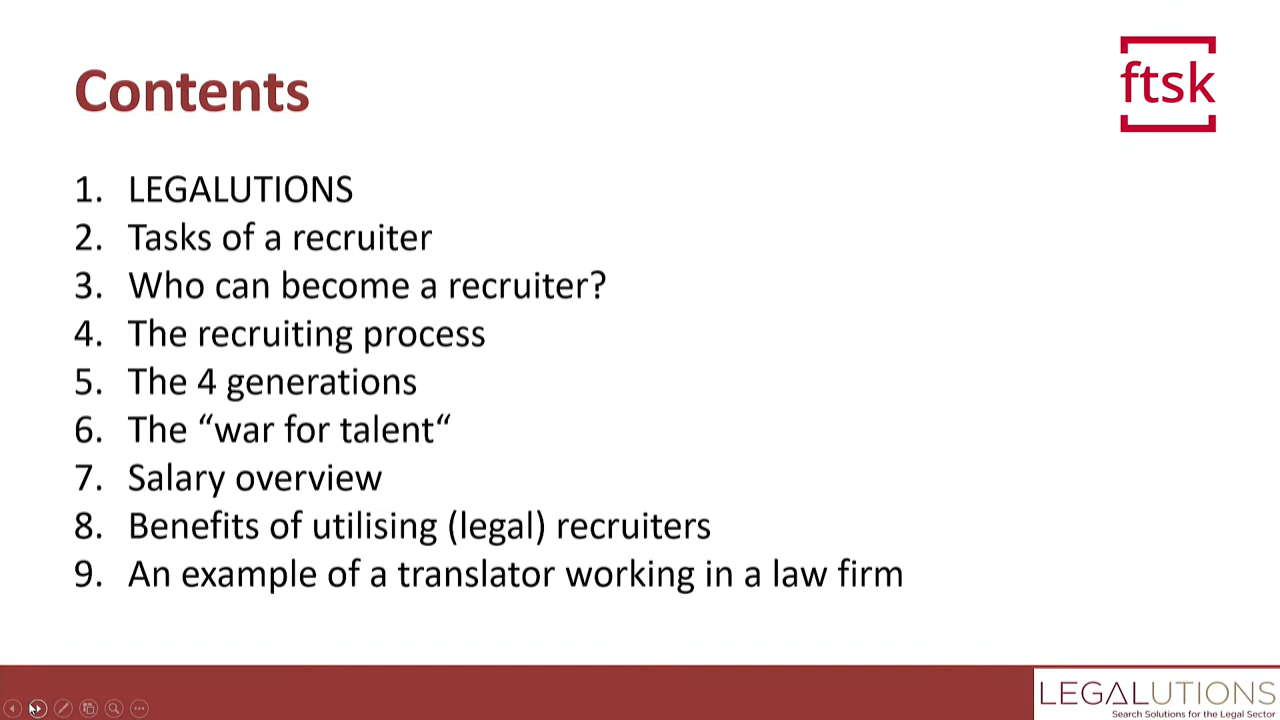 Contents
ftsk
1. LEGALUTIONS
2. Tasks of a recruiter
3. Who can become a recruiter?
4. The recruiting process
5. The 4 generations
6. The “war for talent“
7. Salary overview
8. Benefits of utilising (legal) recruiters
9. An example of a translator working in a law firm
LEGALUTIONS
Search Solutions for the Legal Sector